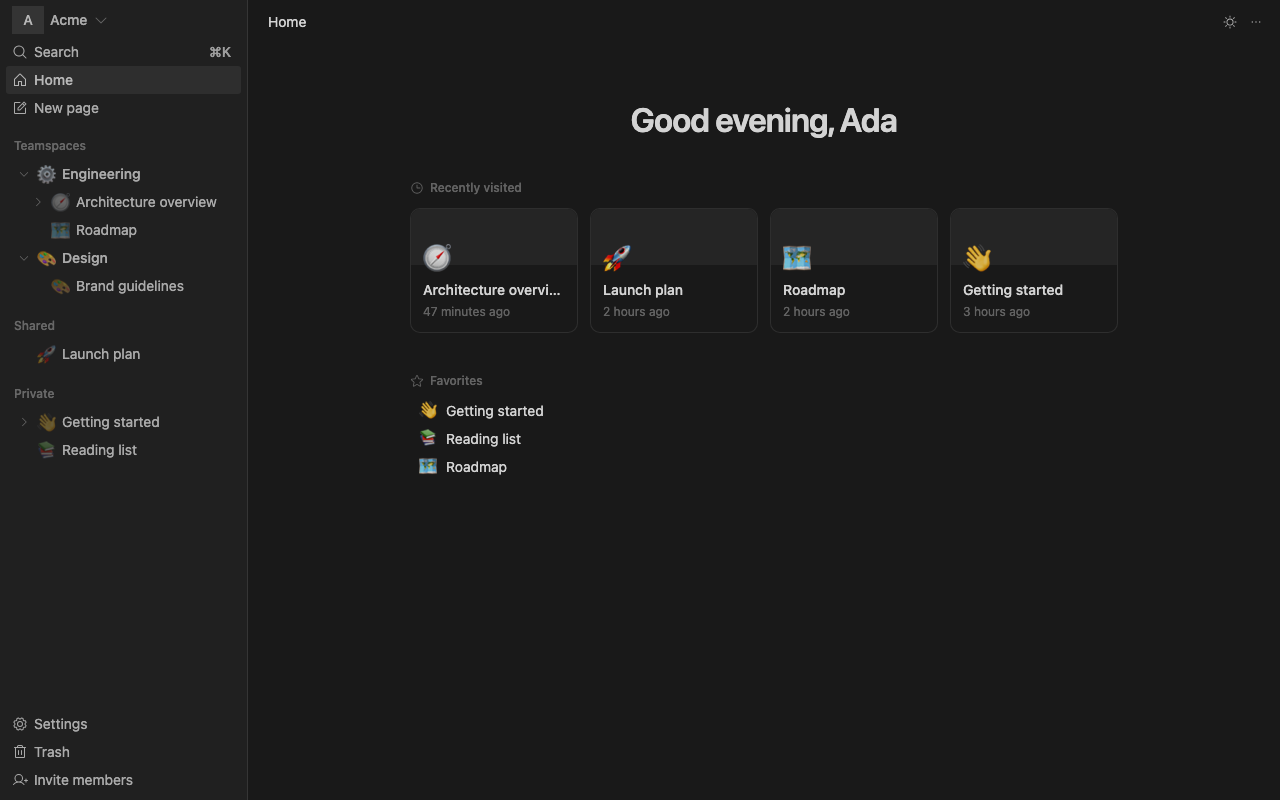 A Acme
Search ⌘K
Home
New page
Teamspaces
Engineering
Architecture overview
Roadmap
Design
Brand guidelines
Shared
Launch plan
Private
Getting started
Reading list
Settings
Trash
Invite members
Home
Good evening, Ada
Recently visited
Architecture overvi...
47 minutes ago
Launch plan
2 hours ago
Roadmap
2 hours ago
Getting started
3 hours ago
Favorites
Getting started
Reading list
Roadmap